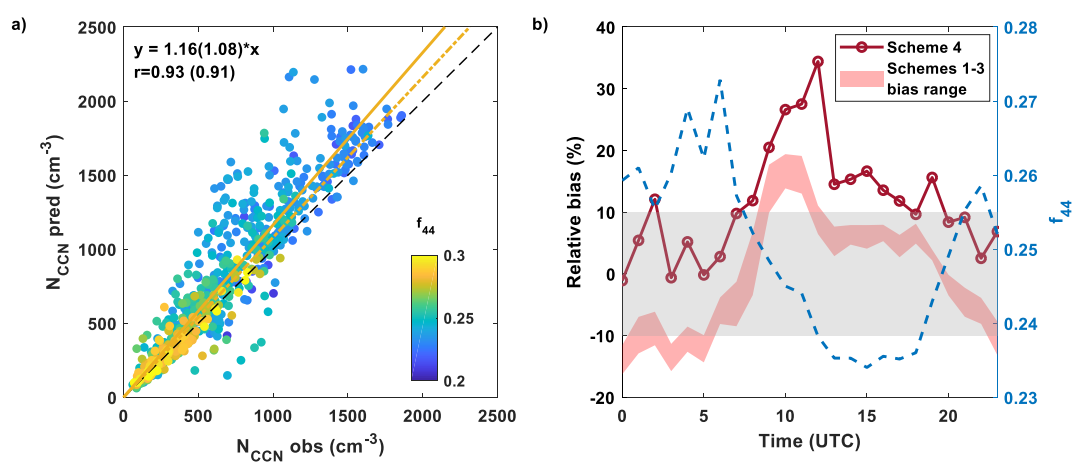 a)
y = 1.16(1.08)*x
r=0.93 (0.91)
2500
2000
1500
1000
500
0
N_CCN pred (cm^-3)
0 500 1000 1500 2000 2500
N_CCN obs (cm^-3)
f_44
0.3
0.25
0.2
b)
Scheme 4
Schemes 1-3
bias range
40
30
20
10
0
-10
-20
Relative bias (%)
0 5 10 15 20
Time (UTC)
0.28
0.27
0.26
0.25
0.24
0.23
f_44